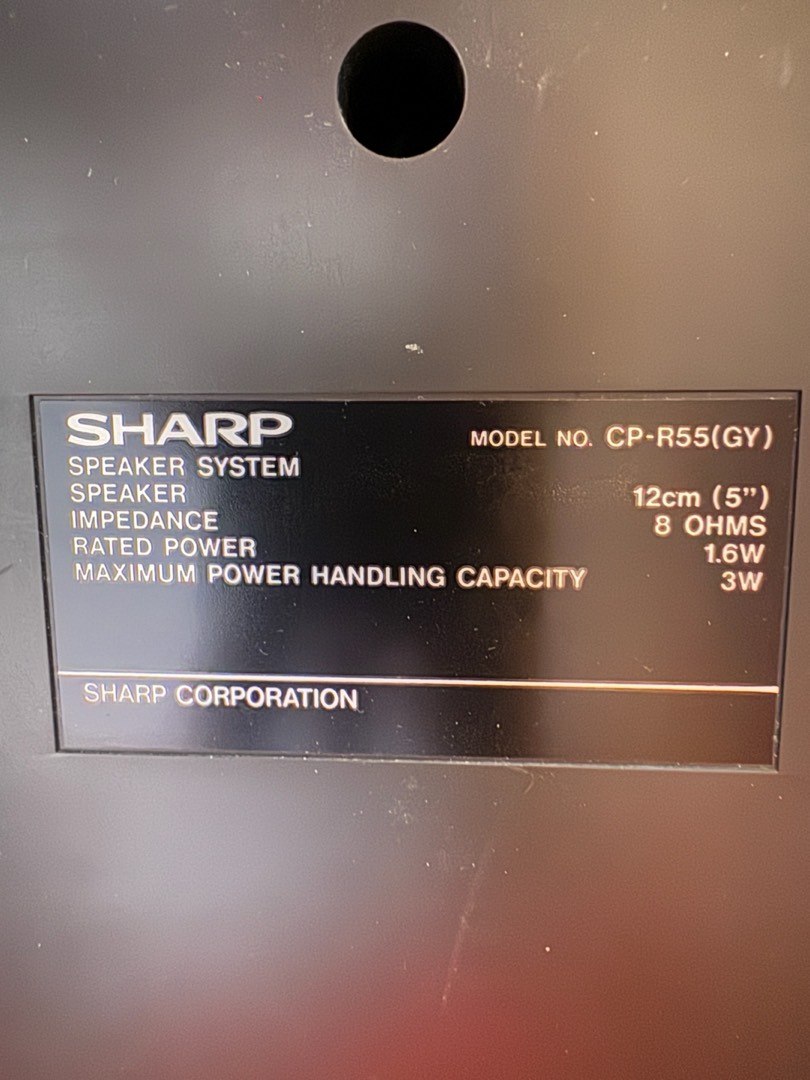 SHARP MODEL NO. CP-R55(GY)
SPEAKER SYSTEM
SPEAKER 12cm (5”)
IMPEDANCE 8 OHMS
RATED POWER 1.6W
MAXIMUM POWER HANDLING CAPACITY 3W
SHARP CORPORATION